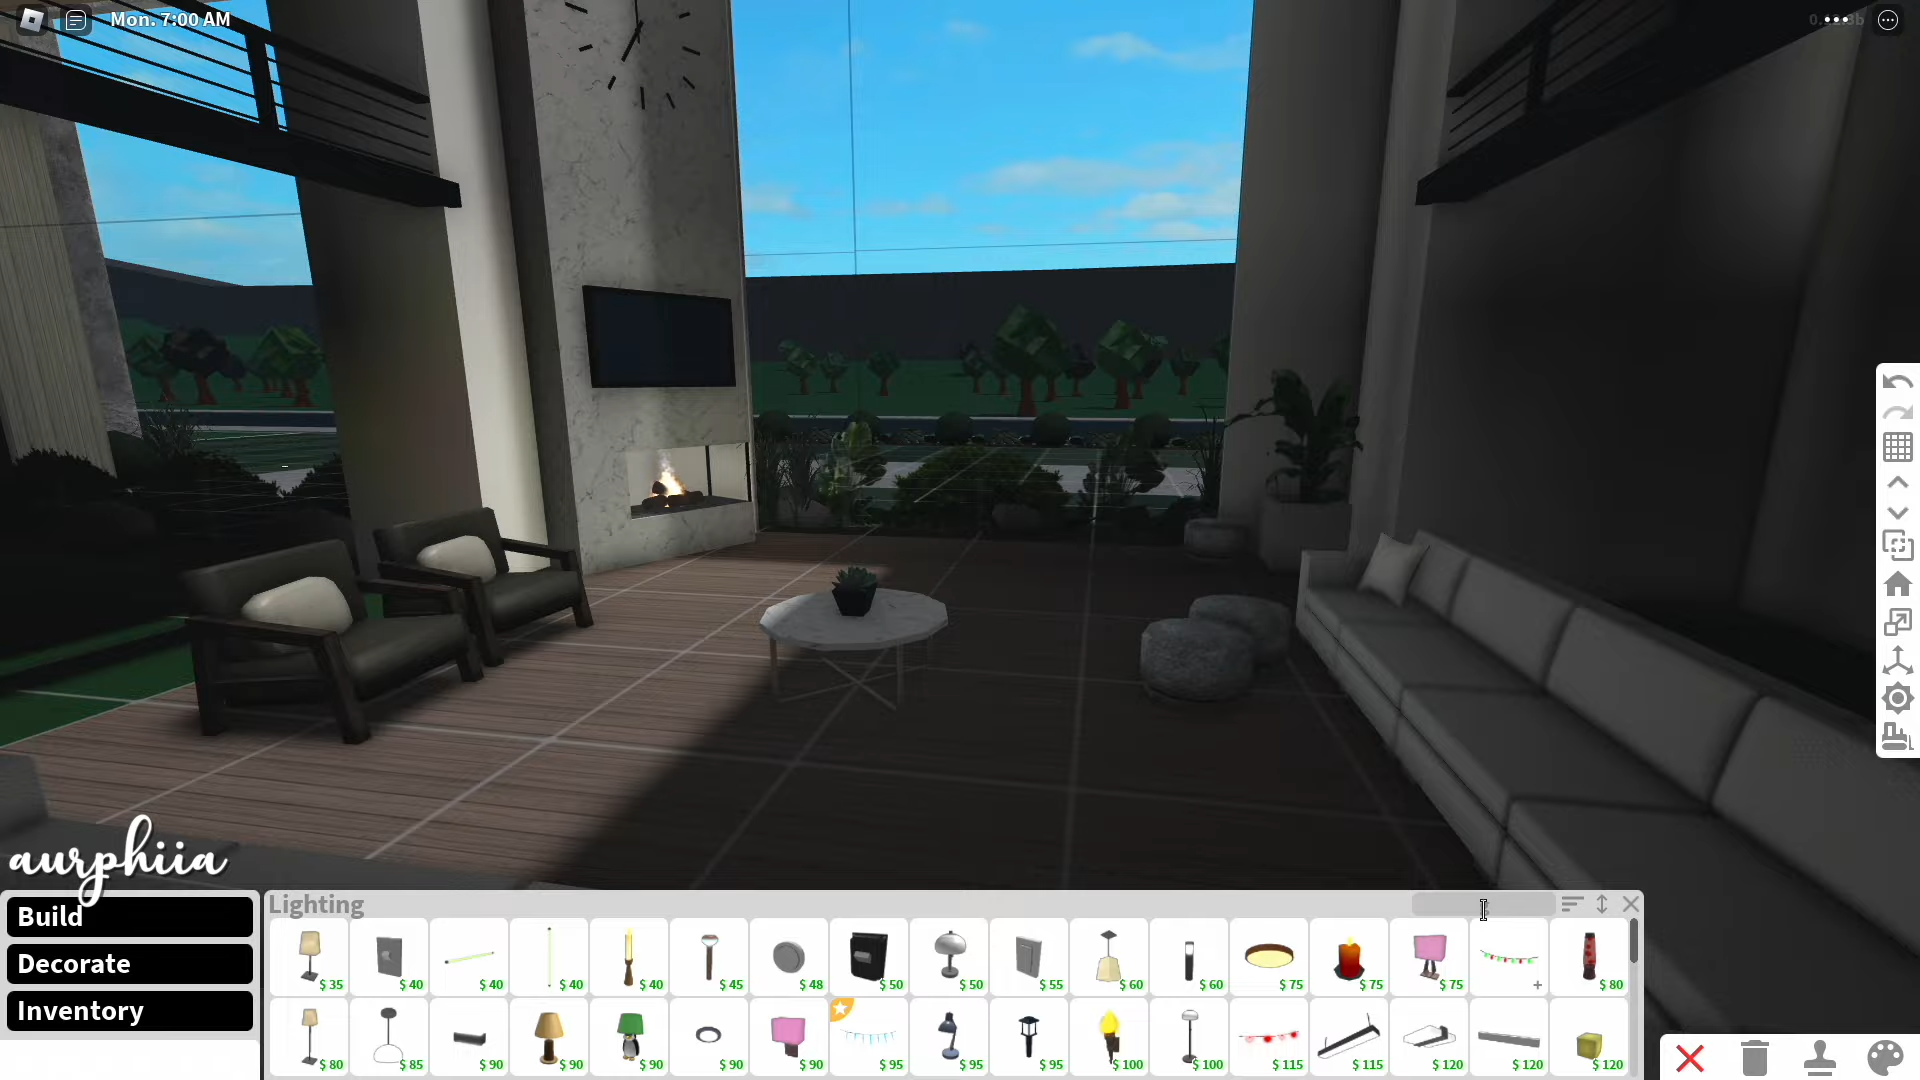 Mon. 7:00 AM
aurphiia
Build
Decorate
Inventory
Lighting
$ 35 $ 40 $ 40 $ 40 $ 40 $ 45 $ 48 $ 50 $ 50 $ 55 $ 60 $ 60 $ 75 $ 75 $ 75 + $ 80
$ 80 $ 85 $ 90 $ 90 $ 90 $ 90 $ 90 $ 95 $ 95 $ 95 $ 100 $ 100 $ 115 $ 115 $ 120 $ 120 $ 120